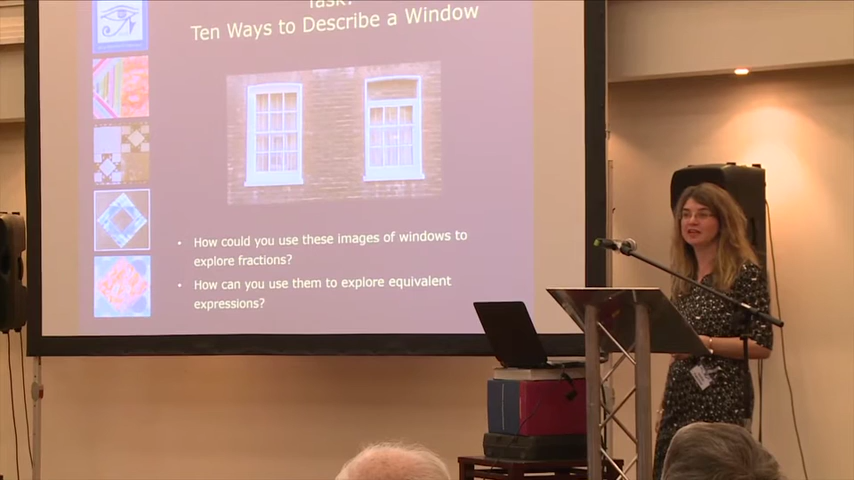 Task:
Ten Ways to Describe a Window
• How could you use these images of windows to
explore fractions?
• How can you use them to explore equivalent
expressions?